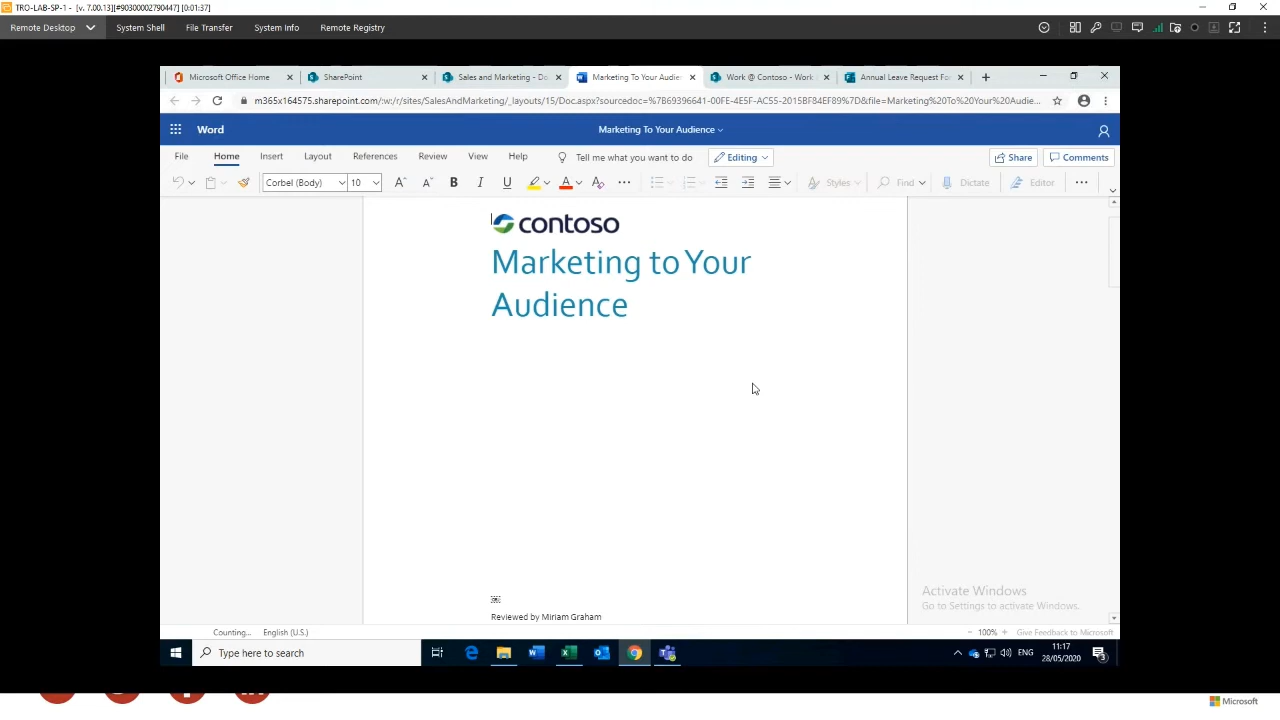 TRO-LAB-SP-1 - [v. 7.00.13][#90300002790447] [0:01:37]
Remote Desktop System Shell File Transfer System Info Remote Registry
Microsoft Office Home SharePoint Sales and Marketing - Do Marketing To Your Audie Work @ Contoso - Work Annual Leave Request For
m365x164575.sharepoint.com/:w:/r/sites/SalesAndMarketing/_layouts/15/Doc.aspx?sourcedoc=%7B69396641-00FE-4E5F-AC55-2015BF84EF89%7D&file=Marketing%20To%20Your%20Audie...
Word Marketing To Your Audience
File Home Insert Layout References Review View Help Tell me what you want to do Editing Share Comments
Corbel (Body) 10 A A B I U A A Styles Find Dictate Editor
contoso
Marketing to Your
Audience
Activate Windows
Go to Settings to activate Windows.
Reviewed by Miriam Graham
Counting... English (U.S.) 100% Give Feedback to Microsoft
Type here to search ENG 11:17
28/05/2020
3
Microsoft